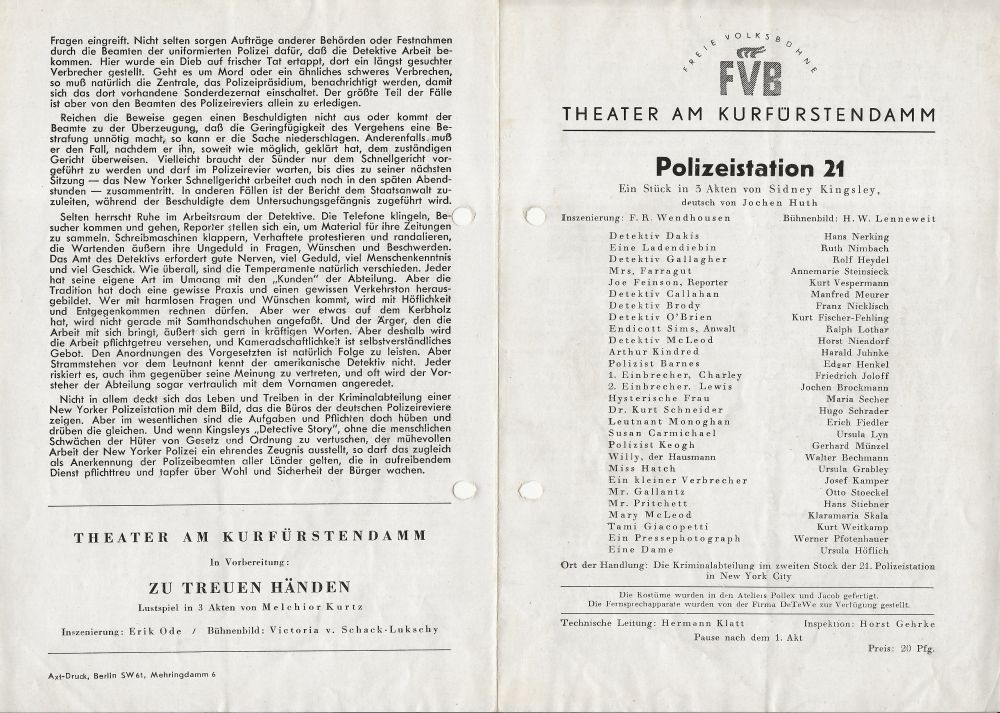 Fragen eingreift. Nicht selten sorgen Aufträge anderer Behörden oder Festnahmen
durch die Beamten der uniformierten Polizei dafür, daß die Detektive Arbeit be-
kommen. Hier wurde ein Dieb auf frischer Tat ertappt, dort ein längst gesuchter
Verbrecher gestellt. Geht es um Mord oder ein ähnliches schweres Verbrechen,
so muß natürlich die Zentrale, das Polizeipräsidium, benachrichtigt werden, damit
sich das dort vorhandene Sonderdezernat einschaltet. Der größte Teil der Fälle
ist aber von den Beamten des Polizeireviers allein zu erledigen.
Reichen die Beweise gegen einen Beschuldigten nicht aus oder kommt der
Beamte zu der Überzeugung, daß die Geringfügigkeit des Vergehens eine Be-
strafung unnötig macht, so kann er die Sache niederschlagen. Anderenfalls muß
er den Fall, nachdem er ihn, soweit wie möglich, geklärt hat, dem zuständigen
Gericht überweisen. Vielleicht braucht der Sünder nur dem Schnellgericht vor-
geführt zu werden und darf im Polizeirevier warten, bis dies zu seiner nächsten
Sitzung — das New Yorker Schnellgericht arbeitet auch noch in den späten Abend-
stunden — zusammentritt. In anderen Fällen ist der Bericht dem Staatsanwalt zu-
zuleiten, während der Beschuldigte dem Untersuchungsgefängnis zugeführt wird.
Selten herrscht Ruhe im Arbeitsraum der Detektive. Die Telefone klingeln, Be-
sucher kommen und gehen, Reporter stellen sich ein, um Material für ihre Zeitungen
zu sammeln. Schreibmaschinen klappern, Verhaftete protestieren und randalieren,
die Wartenden äußern ihre Ungeduld in Fragen, Wünschen und Beschwerden.
Das Amt des Detektivs erfordert gute Nerven, viel Geduld, viel Menschenkenntnis
und viel Geschick. Wie überall, sind die Temperamente natürlich verschieden. Jeder
hat seine eigene Art im Umgang mit den „Kunden" der Abteilung. Aber die
Tradition hat doch eine gewisse Praxis und einen gewissen Verkehrston heraus-
gebildet. Wer mit harmlosen Fragen und Wünschen kommt, wird mit Höflichkeit
und Entgegenkommen rechnen dürfen. Aber wer etwas auf dem Kerbholz
hat, wird nicht gerade mit Samthandschuhen angefaßt. Und der Ärger, den die
Arbeit mit sich bringt, äußert sich gern in kräftigen Worten. Aber deshalb wird
die Arbeit pflichtgetreu versehen, und Kameradschaftlichkeit ist selbstverständliches
Gebot. Den Anordnungen des Vorgesetzten ist natürlich Folge zu leisten. Aber
Strammstehen vor dem Leutnant kennt der amerikanische Detektiv nicht. Jeder
riskiert es, auch ihm gegenüber seine Meinung zu vertreten, und oft wird der Vor-
steher der Abteilung sogar vertraulich mit dem Vornamen angeredet.
Nicht in allem deckt sich das Leben und Treiben in der Kriminalabteilung einer
New Yorker Polizeistation mit dem Bild, das die Büros der deutschen Polizeireviere
zeigen. Aber im wesentlichen sind die Aufgaben und Pflichten doch hüben und
drüben die gleichen. Und wenn Kingsleys „Detective Story", ohne die menschlichen
Schwächen der Hüter von Gesetz und Ordnung zu vertuschen, der mühevollen
Arbeit der New Yorker Polizei ein ehrendes Zeugnis ausstellt, so darf das zugleich
als Anerkennung der Polizeibeamten aller Länder gelten, die in aufreibendem
Dienst pflichttreu und tapfer über Wohl und Sicherheit der Bürger wachen.
THEATER AM KURFÜRSTENDAMM
In Vorbereitung:
ZU TREUEN HÄNDEN
Lustspiel in 3 Akten von Melchior Kurtz
Inszenierung: Erik Ode / Bühnenbild: Victoria v. Schack-Lukschy
Axt-Druck, Berlin SW 61, Mehringdamm 6
FREIE VOLKSBÜHNE
FVB
THEATER AM KURFÜRSTENDAMM
Polizeistation 21
Ein Stück in 3 Akten von Sidney Kingsley,
deutsch von Jochen Huth
Inszenierung: F. R. Wendhousen Bühnenbild: H. W. Lenneweit
Detektiv Dakis Hans Nerking
Eine Ladendiebin Ruth Nimbach
Detektiv Gallagher Rolf Heydel
Mrs. Farragut Annemarie Steinsieck
Joe Feinson, Reporter Kurt Vespermann
Detektiv Callahan Manfred Meurer
Detektiv Brody Franz Nicklisch
Detektiv O'Brien Kurt Fischer-Fehling
Endicott Sims, Anwalt Ralph Lothar
Detektiv McLeod Horst Niendorf
Arthur Kindred Harald Juhnke
Polizist Barnes Edgar Henkel
1. Einbrecher, Charley Friedrich Joloff
2. Einbrecher, Lewis Jochen Brockmann
Hysterische Frau Maria Secher
Dr. Kurt Schneider Hugo Schrader
Leutnant Monoghan Erich Fiedler
Susan Carmichael Ursula Lyn
Polizist Keogh Gerhard Münzel
Willy, der Hausmann Walter Bechmann
Miss Hatch Ursula Grabley
Ein kleiner Verbrecher Josef Kamper
Mr. Gallantz Otto Stoeckel
Mr. Pritchett Hans Stiebner
Mary McLeod Klaramaria Skala
Tami Giacopetti Kurt Weitkamp
Ein Pressephotograph Werner Pfotenhauer
Eine Dame Ursula Höflich
Ort der Handlung: Die Kriminalabteilung im zweiten Stock der 21. Polizeistation
in New York City
Die Kostüme wurden in den Ateliers Pollex und Jacob gefertigt.
Die Fernsprechapparate wurden von der Firma DeTeWe zur Verfügung gestellt.
Technische Leitung: Hermann Klatt Inspektion: Horst Gehrke
Pause nach dem 1. Akt
Preis: 20 Pfg.